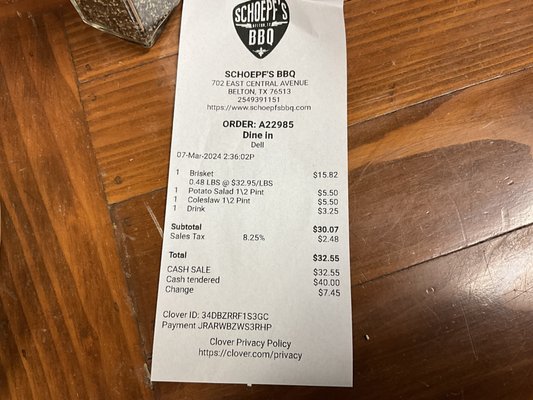 SCHOEPF'S
BELTON, TX
BBQ
SCHOEPF'S BBQ
702 EAST CENTRAL AVENUE
BELTON, TX 76513
2549391151
https://www.schoepfsbbq.com
ORDER: A22985
Dine in
Dell
07-Mar-2024 2:36:02P
1 Brisket $15.82
0.48 LBS @ $32.95/LBS
1 Potato Salad 1\2 Pint $5.50
1 Coleslaw 1\2 Pint $5.50
1 Drink $3.25
Subtotal $30.07
Sales Tax 8.25% $2.48
Total $32.55
CASH SALE $32.55
Cash tendered $40.00
Change $7.45
Clover ID: 34DBZRRF1S3GC
Payment JRARWBZWS3RHP
Clover Privacy Policy
https://clover.com/privacy